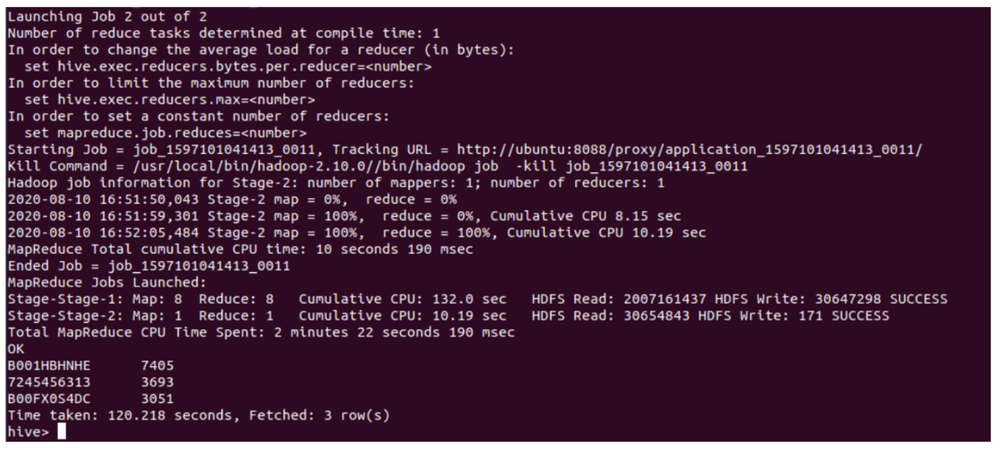 Launching Job 2 out of 2
Number of reduce tasks determined at compile time: 1
In order to change the average load for a reducer (in bytes):
  set hive.exec.reducers.bytes.per.reducer=<number>
In order to limit the maximum number of reducers:
  set hive.exec.reducers.max=<number>
In order to set a constant number of reducers:
  set mapreduce.job.reduces=<number>
Starting Job = job_1597101041413_0011, Tracking URL = http://ubuntu:8088/proxy/application_1597101041413_0011/
Kill Command = /usr/local/bin/hadoop-2.10.0//bin/hadoop job  -kill job_1597101041413_0011
Hadoop job information for Stage-2: number of mappers: 1; number of reducers: 1
2020-08-10 16:51:50,043 Stage-2 map = 0%,  reduce = 0%
2020-08-10 16:51:59,301 Stage-2 map = 100%,  reduce = 0%, Cumulative CPU 8.15 sec
2020-08-10 16:52:05,484 Stage-2 map = 100%,  reduce = 100%, Cumulative CPU 10.19 sec
MapReduce Total cumulative CPU time: 10 seconds 190 msec
Ended Job = job_1597101041413_0011
MapReduce Jobs Launched:
Stage-Stage-1: Map: 8  Reduce: 8   Cumulative CPU: 132.0 sec   HDFS Read: 2007161437 HDFS Write: 30647298 SUCCESS
Stage-Stage-2: Map: 1  Reduce: 1   Cumulative CPU: 10.19 sec   HDFS Read: 30654843 HDFS Write: 171 SUCCESS
Total MapReduce CPU Time Spent: 2 minutes 22 seconds 190 msec
OK
B001HBHNHE      7405
7245456313      3693
B00FX0S4DC      3051
Time taken: 120.218 seconds, Fetched: 3 row(s)
hive>